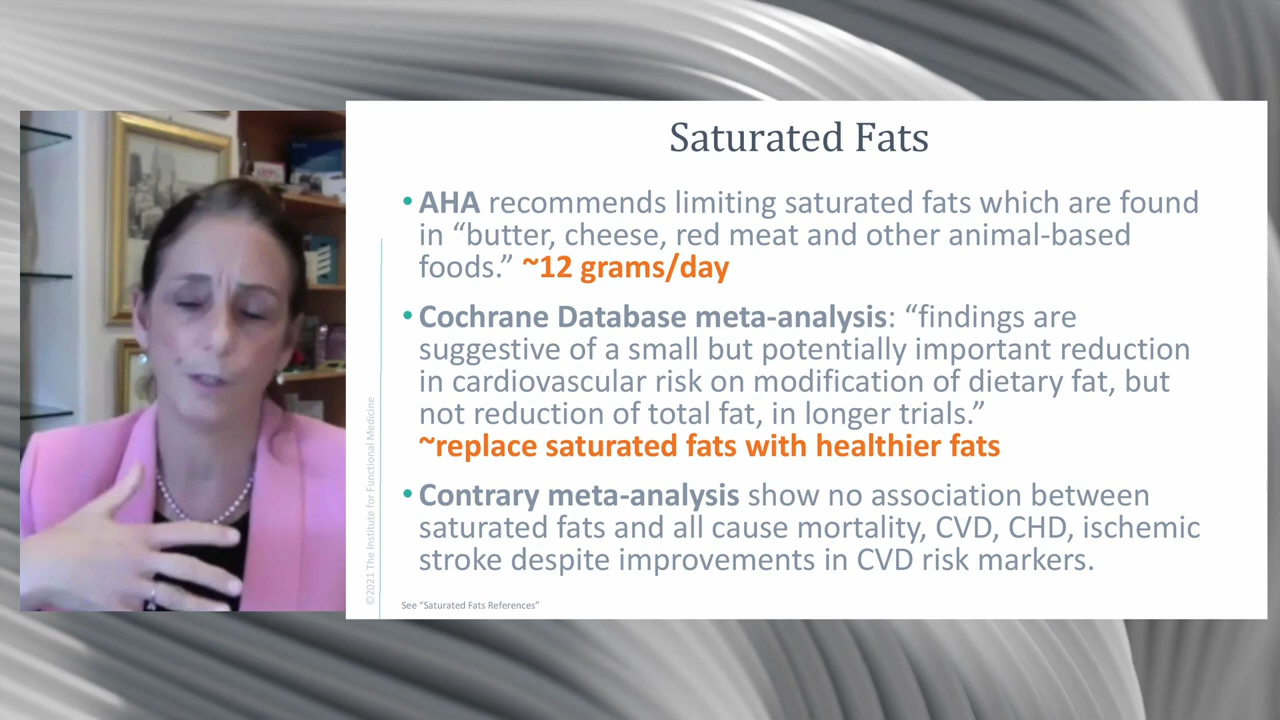 Saturated Fats
• AHA recommends limiting saturated fats which are found
in “butter, cheese, red meat and other animal-based
foods.” ~12 grams/day
• Cochrane Database meta-analysis: “findings are
suggestive of a small but potentially important reduction
in cardiovascular risk on modification of dietary fat, but
not reduction of total fat, in longer trials.”
~replace saturated fats with healthier fats
• Contrary meta-analysis show no association between
saturated fats and all cause mortality, CVD, CHD, ischemic
stroke despite improvements in CVD risk markers.
See “Saturated Fats References”
©2021 The Institute for Functional Medicine